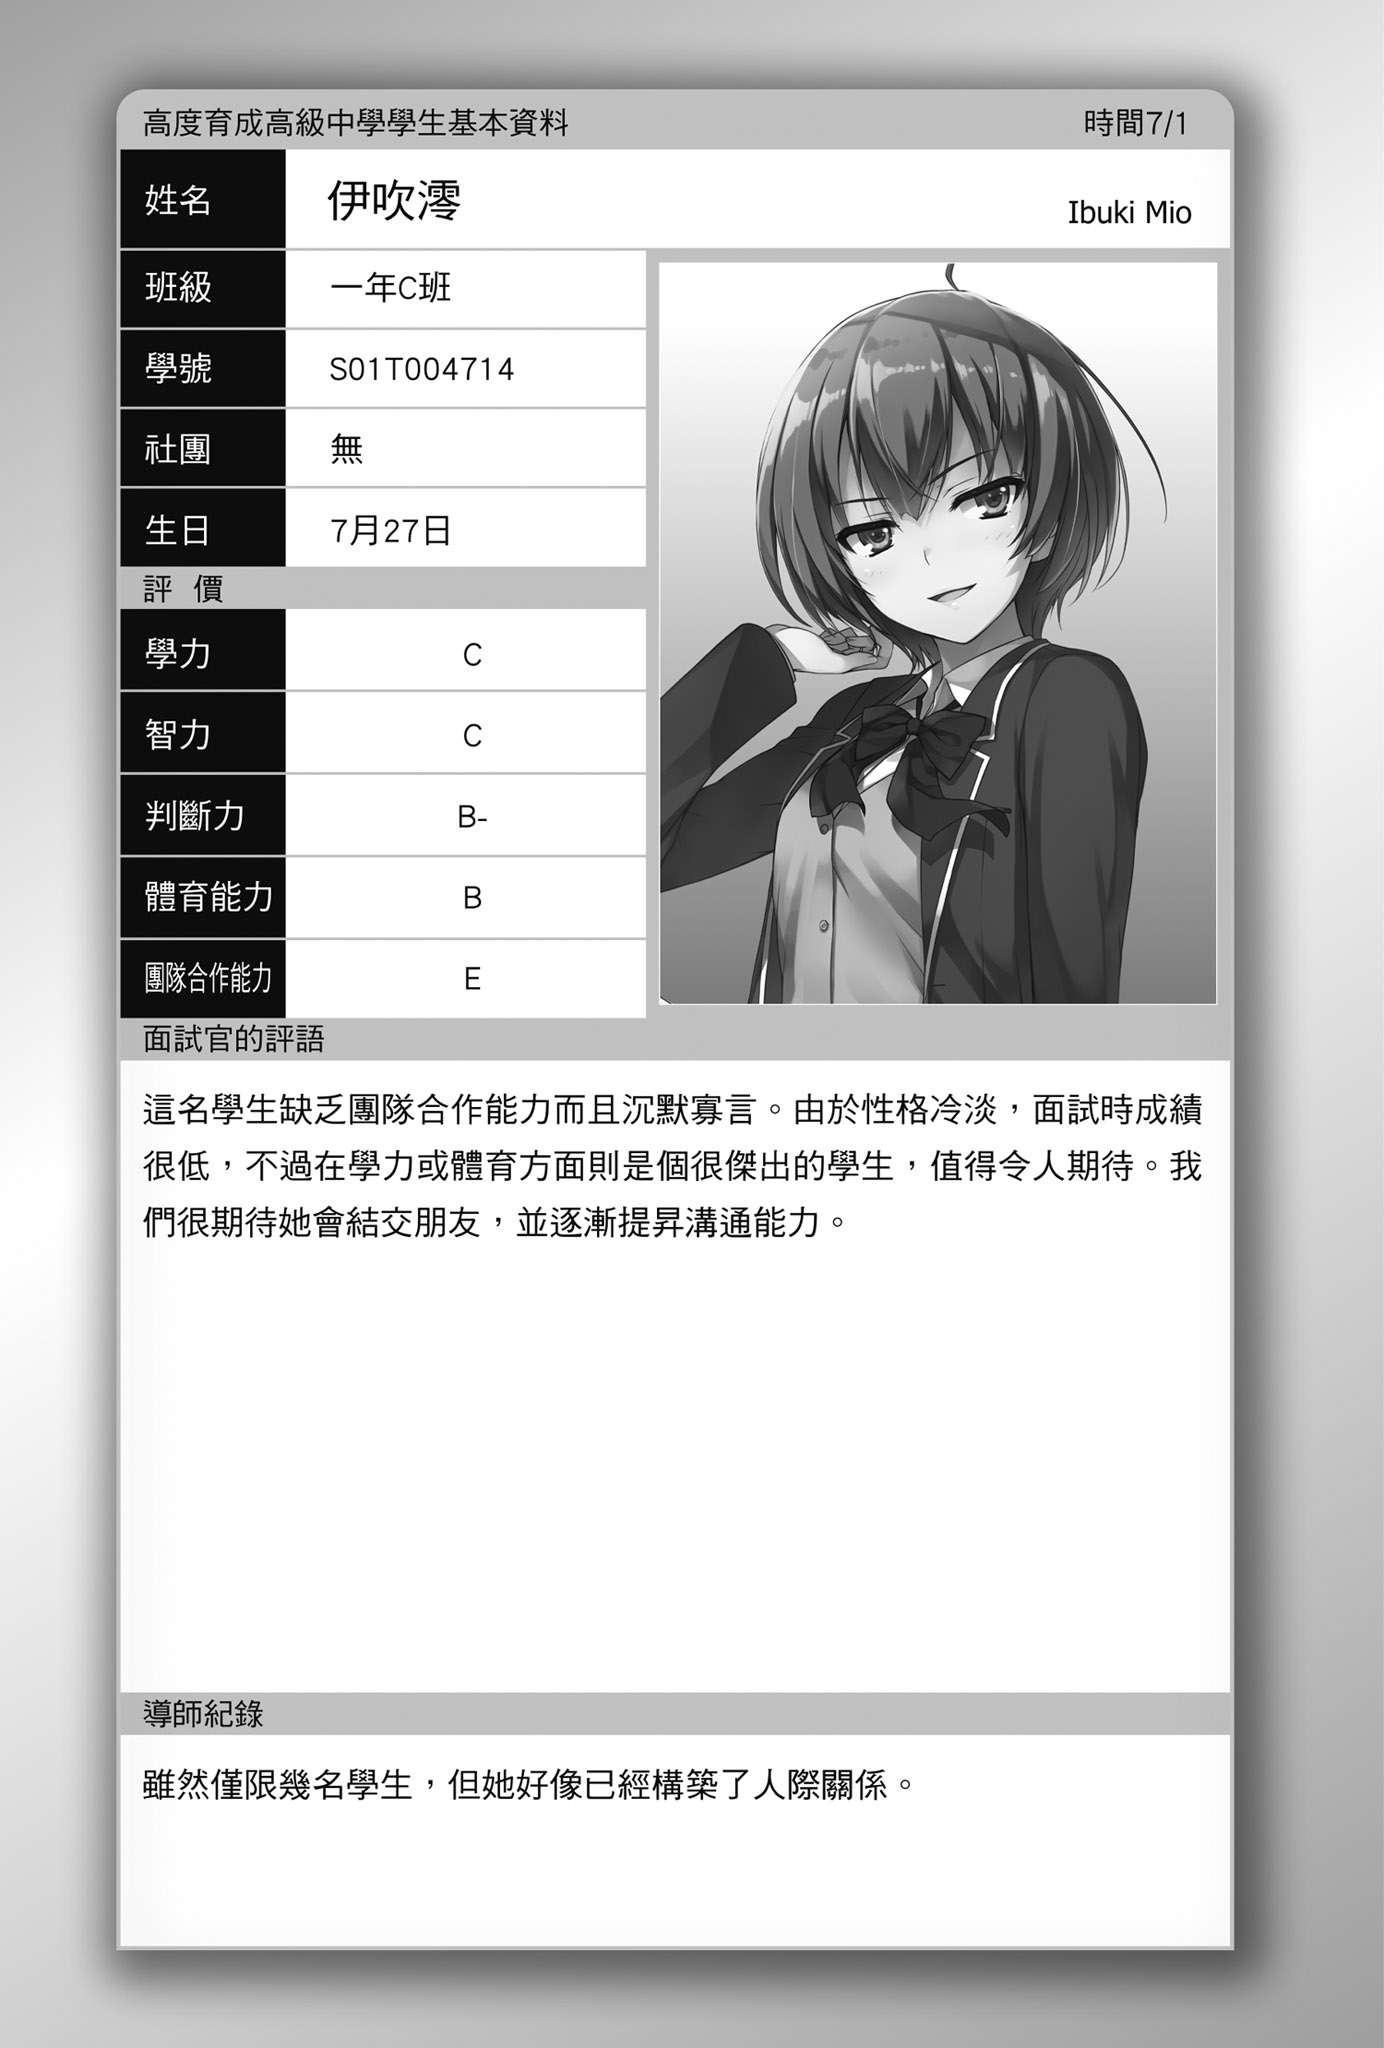 高度育成高級中學學生基本資料 時間7/1
姓名 伊吹澪 Ibuki Mio
班級 一年C班
學號 S01T004714
社團 無
生日 7月27日
評 價
學力 C
智力 C
判斷力 B-
體育能力 B
團隊合作能力 E
面試官的評語
這名學生缺乏團隊合作能力而且沉默寡言。由於性格冷淡，面試時成績
很低，不過在學力或體育方面則是個很傑出的學生，值得令人期待。我
們很期待她會結交朋友，並逐漸提昇溝通能力。
導師紀錄
雖然僅限幾名學生，但她好像已經構築了人際關係。